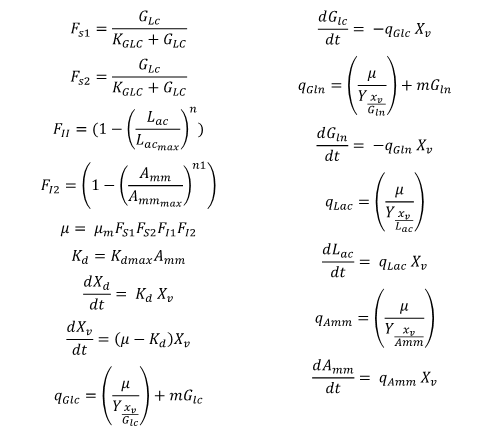 F_{s1} = \frac{G_{Lc}}{K_{GLC} + G_{LC}}
F_{s2} = \frac{G_{Lc}}{K_{GLC} + G_{LC}}
F_{II} = (1 - \left(\frac{L_{ac}}{L_{ac_{max}}}\right)^{n})
F_{I2} = \left(1 - \left(\frac{A_{mm}}{A_{mm_{max}}}\right)^{n1}\right)
μ = μ_m F_{S1} F_{S2} F_{I1} F_{I2}
K_d = K_{dmax} A_{mm}
\frac{dX_d}{dt} = K_d X_v
\frac{dX_v}{dt} = (μ - K_d)X_v
q_{Glc} = \left(\frac{μ}{Y_{\frac{x_v}{G_{lc}}}}\right) + mG_{lc}
\frac{dG_{lc}}{dt} = -q_{Glc} X_v
q_{Gln} = \left(\frac{μ}{Y_{\frac{x_v}{G_{ln}}}}\right) + mG_{ln}
\frac{dG_{ln}}{dt} = -q_{Gln} X_v
q_{Lac} = \left(\frac{μ}{Y_{\frac{x_v}{L_{ac}}}}\right)
\frac{dL_{ac}}{dt} = q_{Lac} X_v
q_{Amm} = \left(\frac{μ}{Y_{\frac{x_v}{Amm}}}\right)
\frac{dA_{mm}}{dt} = q_{Amm} X_v